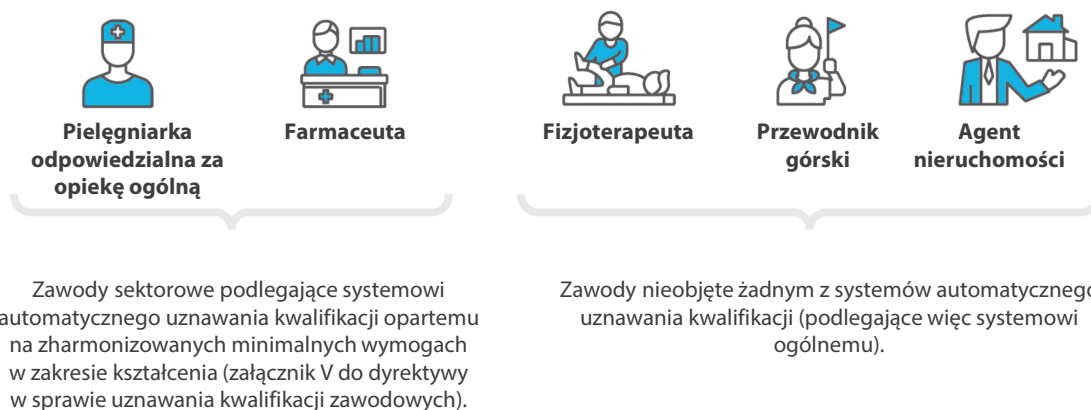 Pielęgniarka
odpowiedzialna za
opiekę ogólną
Farmaceuta
Fizjoterapeuta
Przewodnik
górski
Agent
nieruchomości
Zawody sektorowe podlegające systemowi
automatycznego uznawania kwalifikacji opartemu
na zharmonizowanych minimalnych wymogach
w zakresie kształcenia (załącznik V do dyrektywy
w sprawie uznawania kwalifikacji zawodowych).
Zawody nieobjęte żadnym z systemów automatycznego
uznawania kwalifikacji (podlegające więc systemowi
ogólnemu).